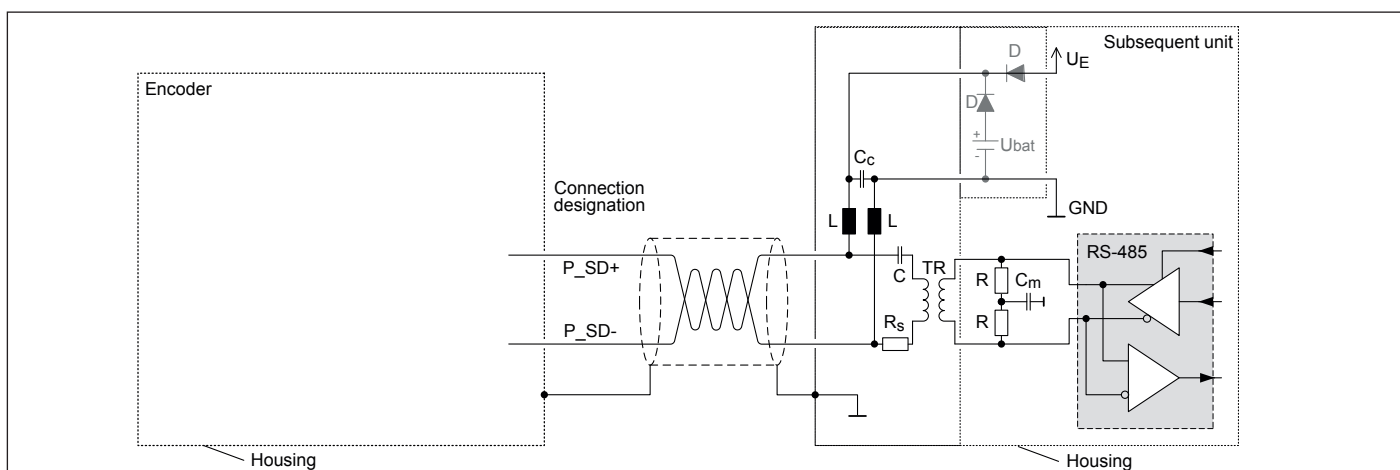 Subsequent unit
D
U_E
Encoder
D
+
Ubat
-
C_c
Connection
designation
L
L
GND
P_SD+
C
TR
R
C_m
RS-485
R_s
R
P_SD-
Housing
Housing